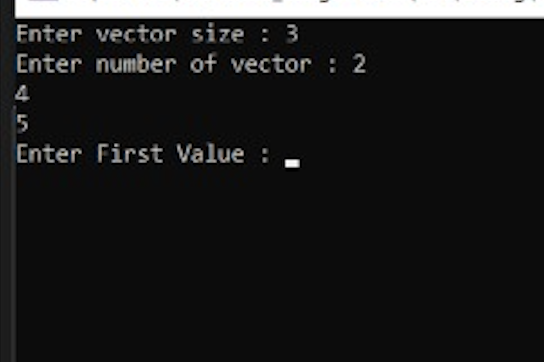 Enter vector size : 3
Enter number of vector : 2
4
5
Enter First Value :